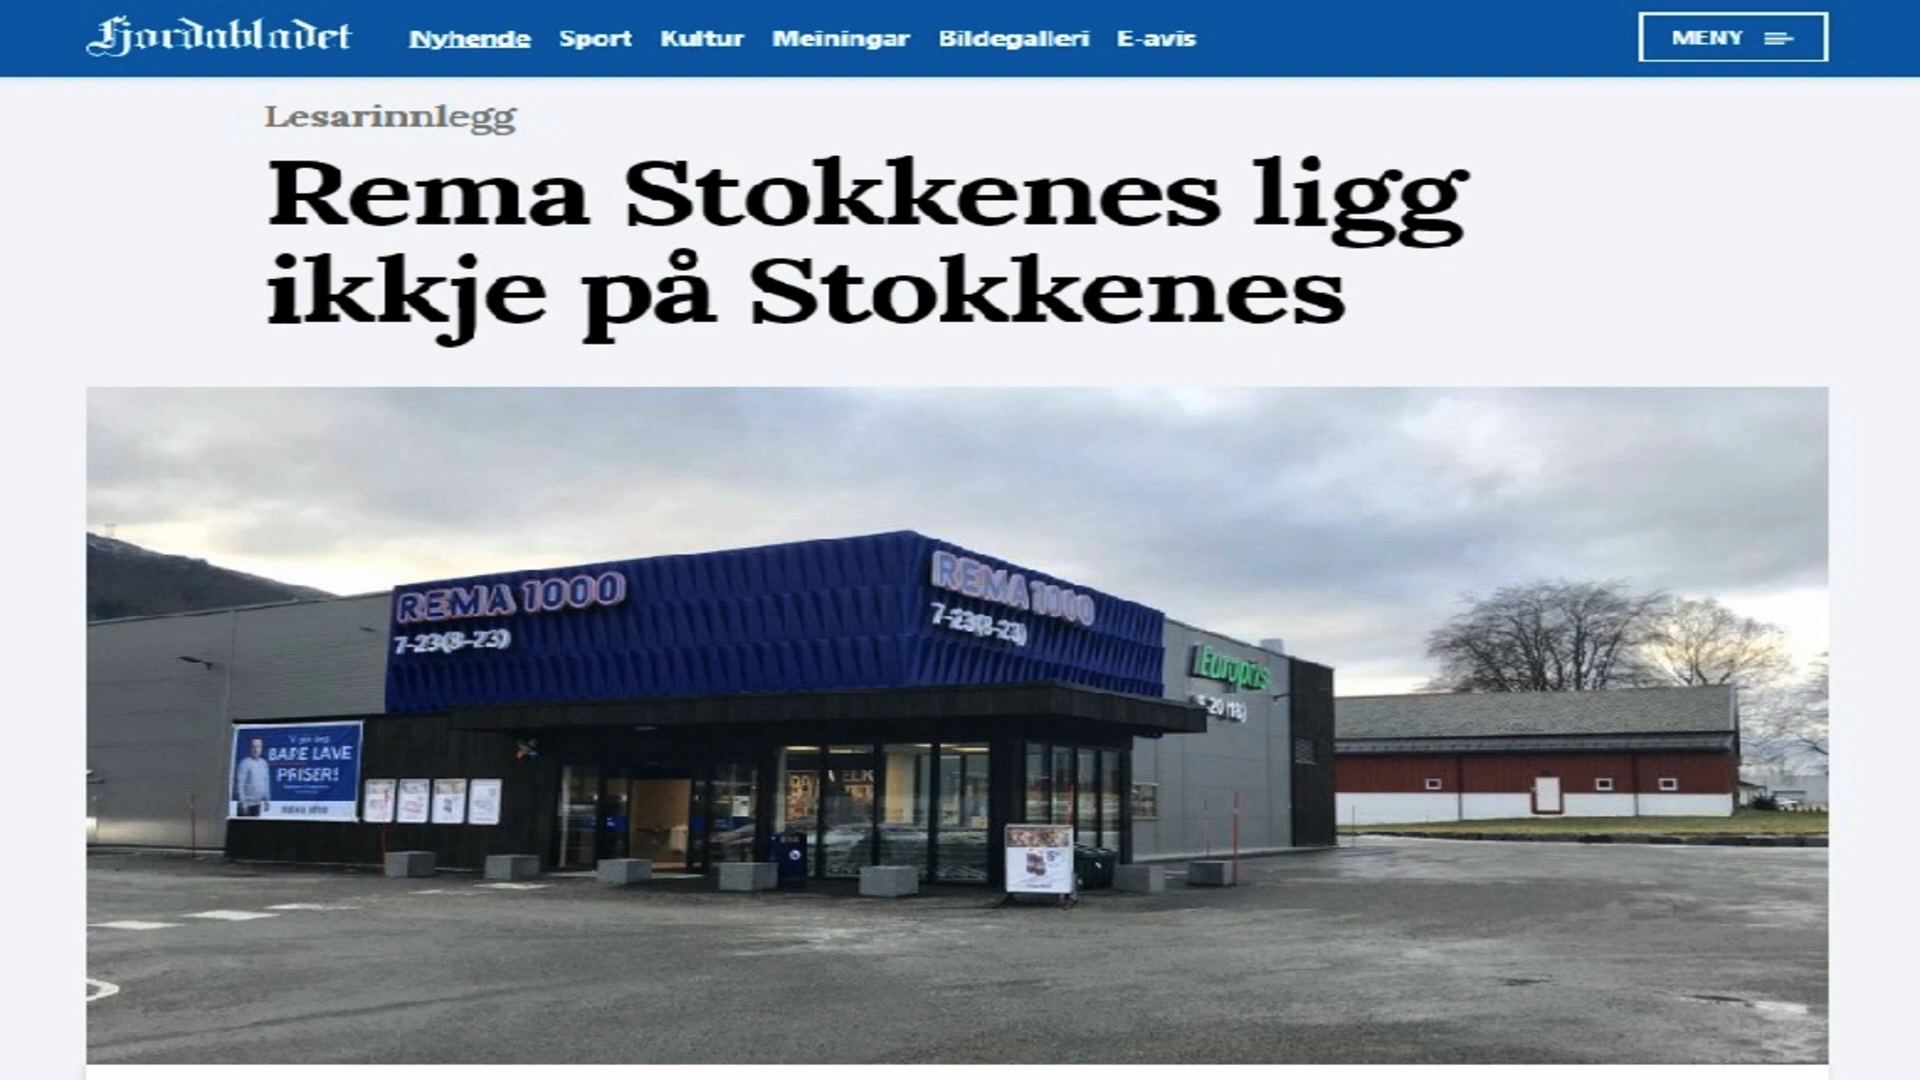 Fjordabladet
Nyhende Sport Kultur Meiningar Bildegalleri E-avis
MENY
Lesarinnlegg
Rema Stokkenes ligg
ikkje på Stokkenes
REMA 1000
7-23(8-23)
REMA 1000
7-23(8-23)
Europris
BARE LAVE
PRISER!